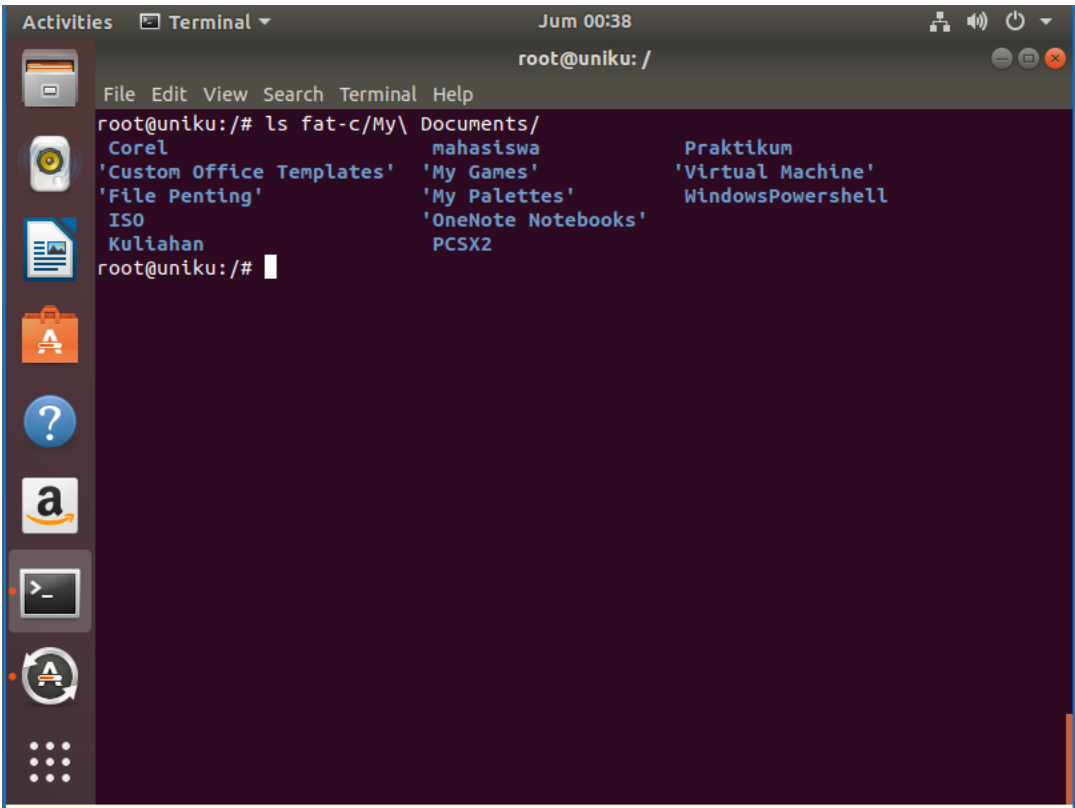 Activities Terminal Jum 00:38
root@uniku: /
File Edit View Search Terminal Help
root@uniku:/# ls fat-c/My\ Documents/
Corel mahasiswa Praktikum
'Custom Office Templates' 'My Games' 'Virtual Machine'
'File Penting' 'My Palettes' WindowsPowershell
ISO 'OneNote Notebooks'
Kuliahan PCSX2
root@uniku:/#